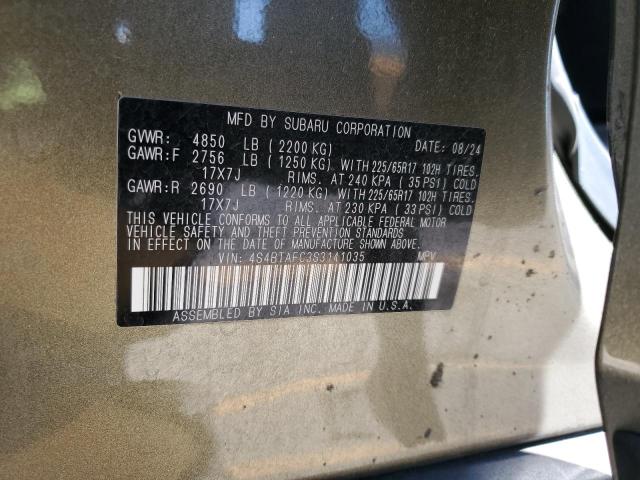 MFD BY SUBARU CORPORATION
GVWR: 4850 LB (2200 KG) DATE: 08/24
GAWR:F 2756 LB (1250 KG) WITH 225/65R17 102H TIRES.
17X7J RIMS. AT 240 KPA (35 PSI) COLD
GAWR:R 2690 LB (1220 KG) WITH 225/65R17 102H TIRES.
17X7J RIMS. AT 230 KPA (33 PSI) COLD
THIS VEHICLE CONFORMS TO ALL APPLICABLE FEDERAL MOTOR
VEHICLE SAFETY AND THEFT PREVENTION STANDARDS
IN EFFECT ON THE DATE OF MANUFACTURE SHOWN ABOVE.
VIN: 4S4BTAFC3S3141035 MPV
ASSEMBLED BY SIA INC. MADE IN U.S.A.